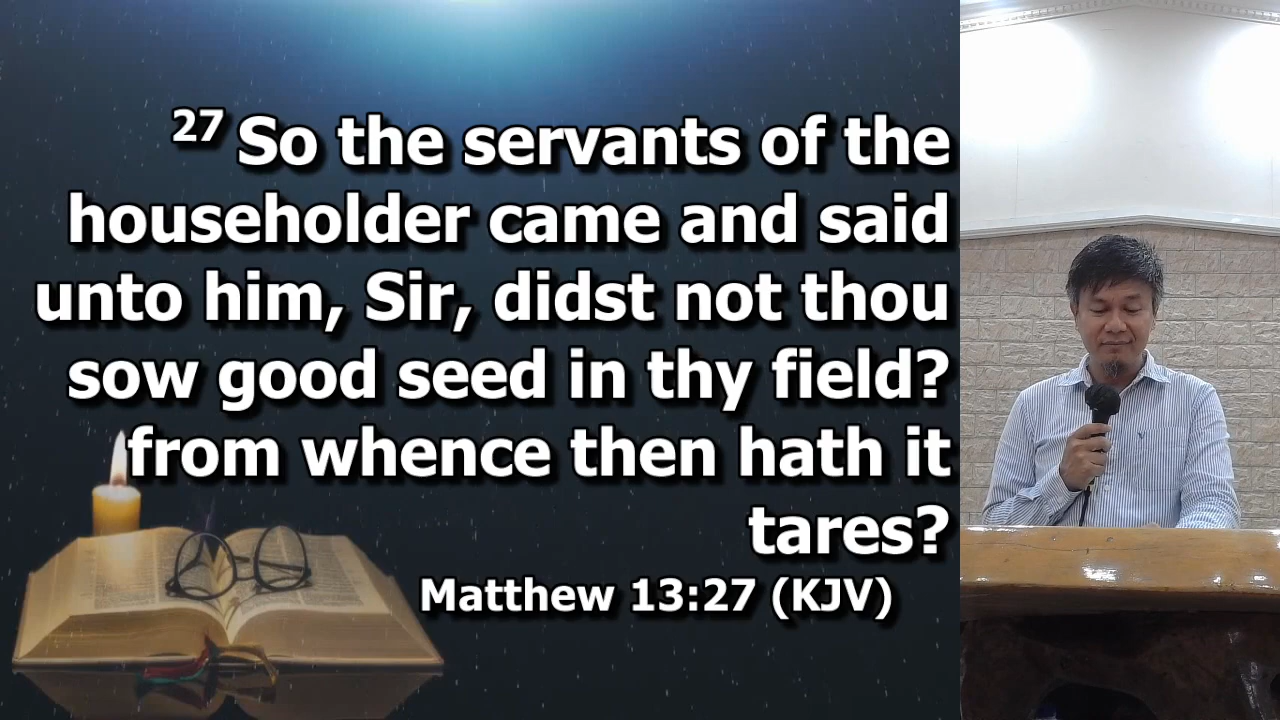 27 So the servants of the
householder came and said
unto him, Sir, didst not thou
sow good seed in thy field?
from whence then hath it
tares?
Matthew 13:27 (KJV)